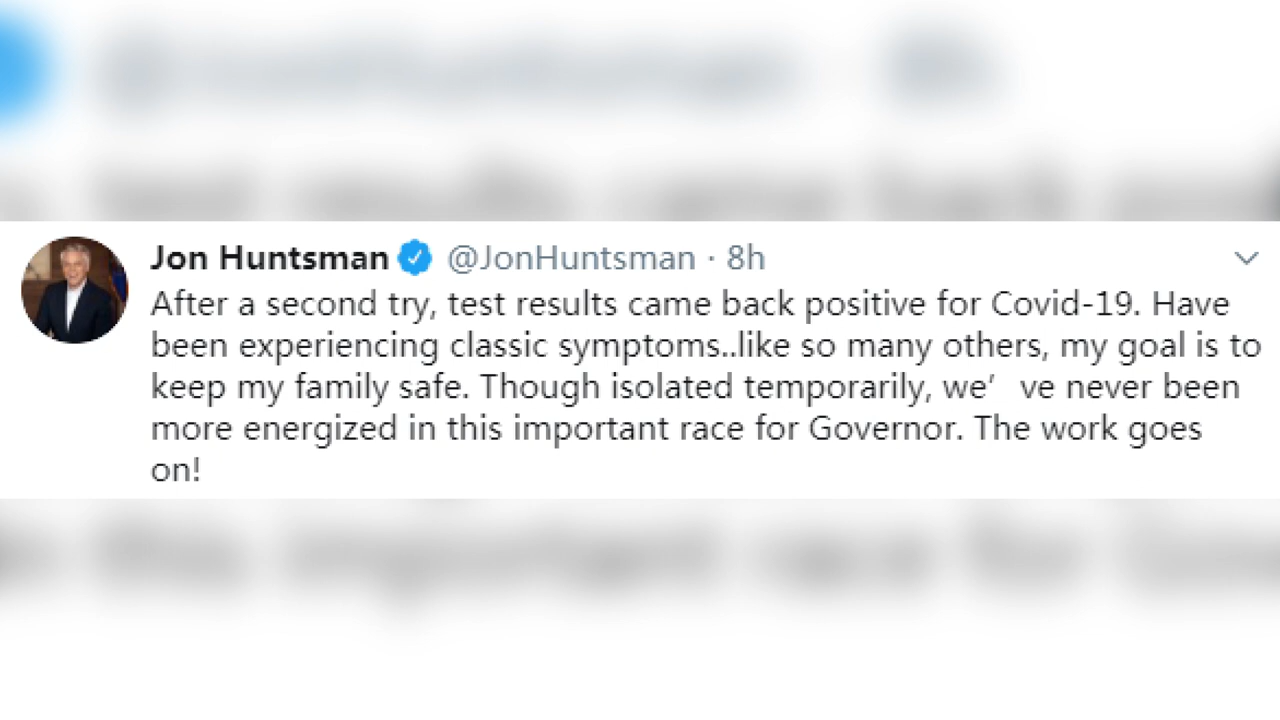 Jon Huntsman @JonHuntsman · 8h
After a second try, test results came back positive for Covid-19. Have
been experiencing classic symptoms..like so many others, my goal is to
keep my family safe. Though isolated temporarily, we’ ve never been
more energized in this important race for Governor. The work goes
on!